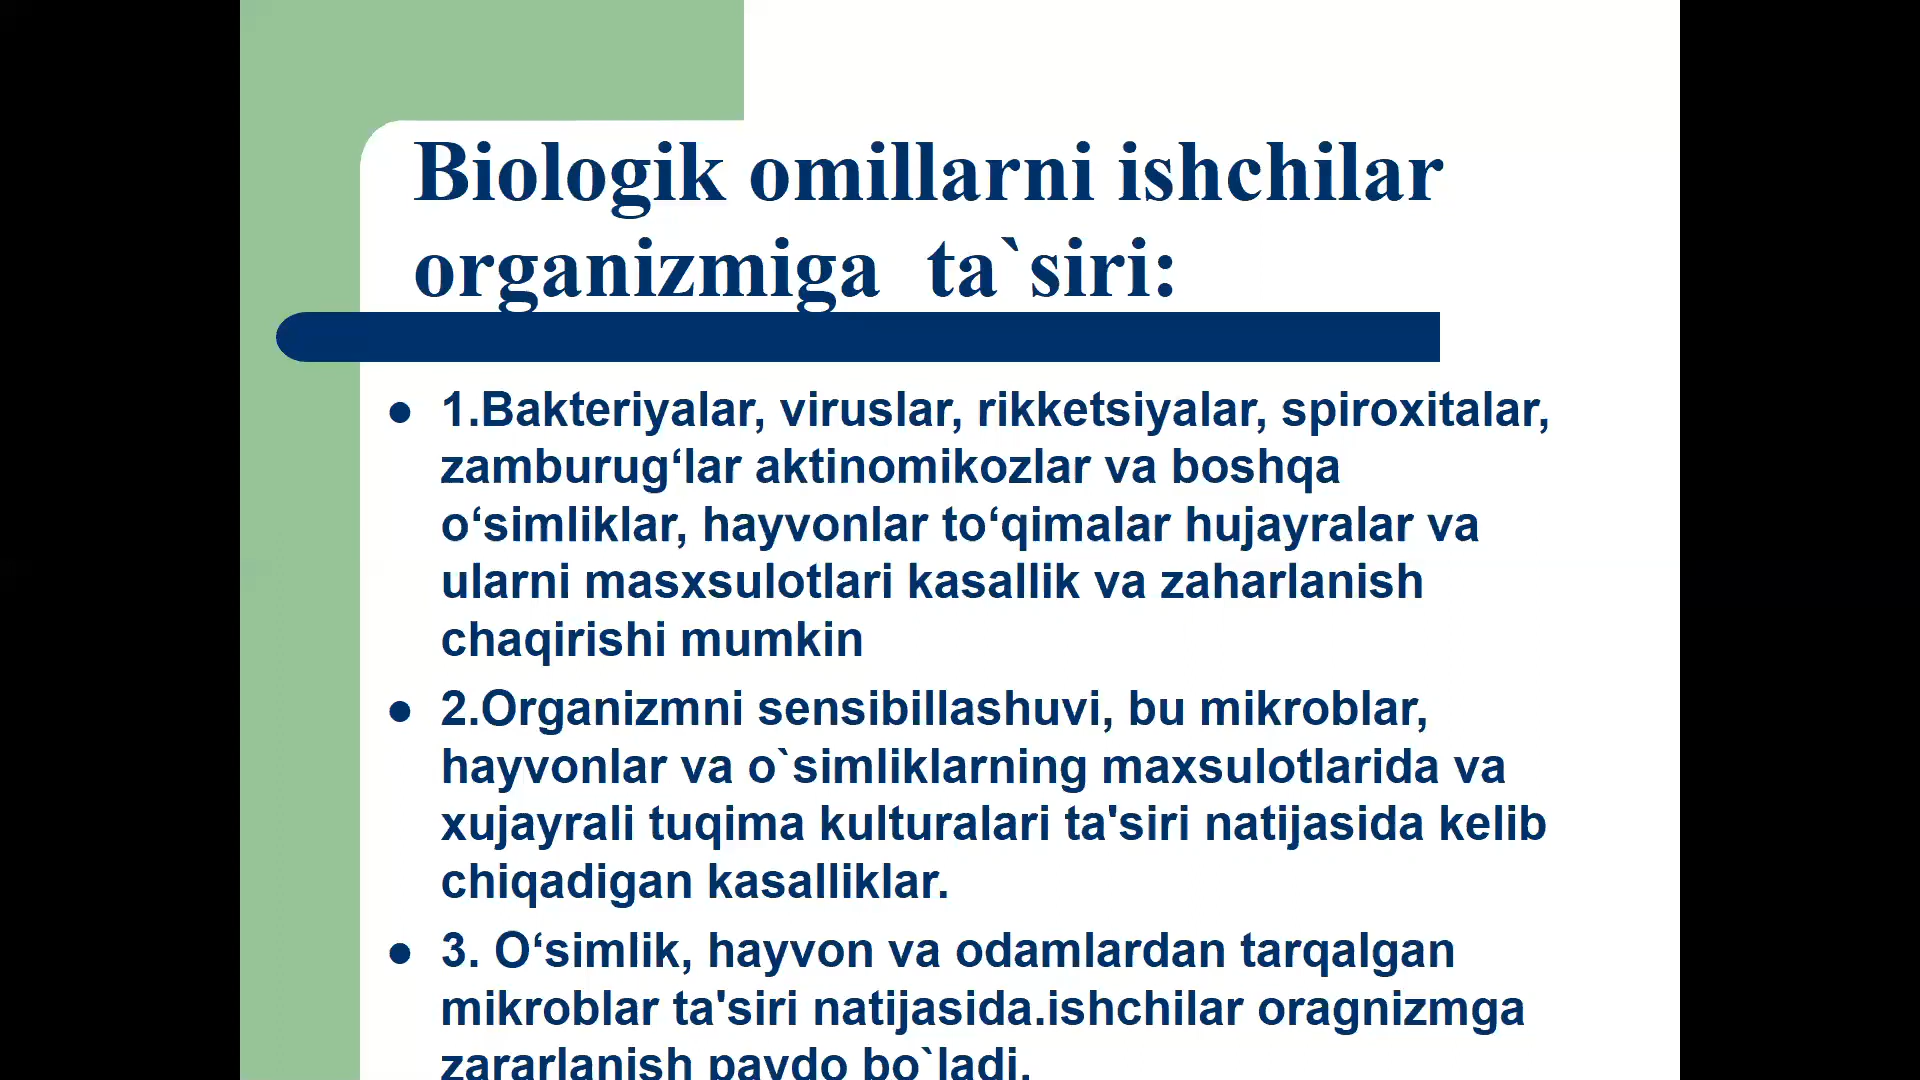 Biologik omillarni ishchilar
organizmiga  ta`siri:
● 1.Bakteriyalar, viruslar, rikketsiyalar, spiroxitalar,
zamburug‘lar aktinomikozlar va boshqa
o‘simliklar, hayvonlar to‘qimalar hujayralar va
ularni masxsulotlari kasallik va zaharlanish
chaqirishi mumkin
● 2.Organizmni sensibillashuvi, bu mikroblar,
hayvonlar va o`simliklarning maxsulotlarida va
xujayrali tuqima kulturalari ta'siri natijasida kelib
chiqadigan kasalliklar.
● 3. O‘simlik, hayvon va odamlardan tarqalgan
mikroblar ta'siri natijasida.ishchilar oragnizmga
zararlanish paydo bo`ladi.